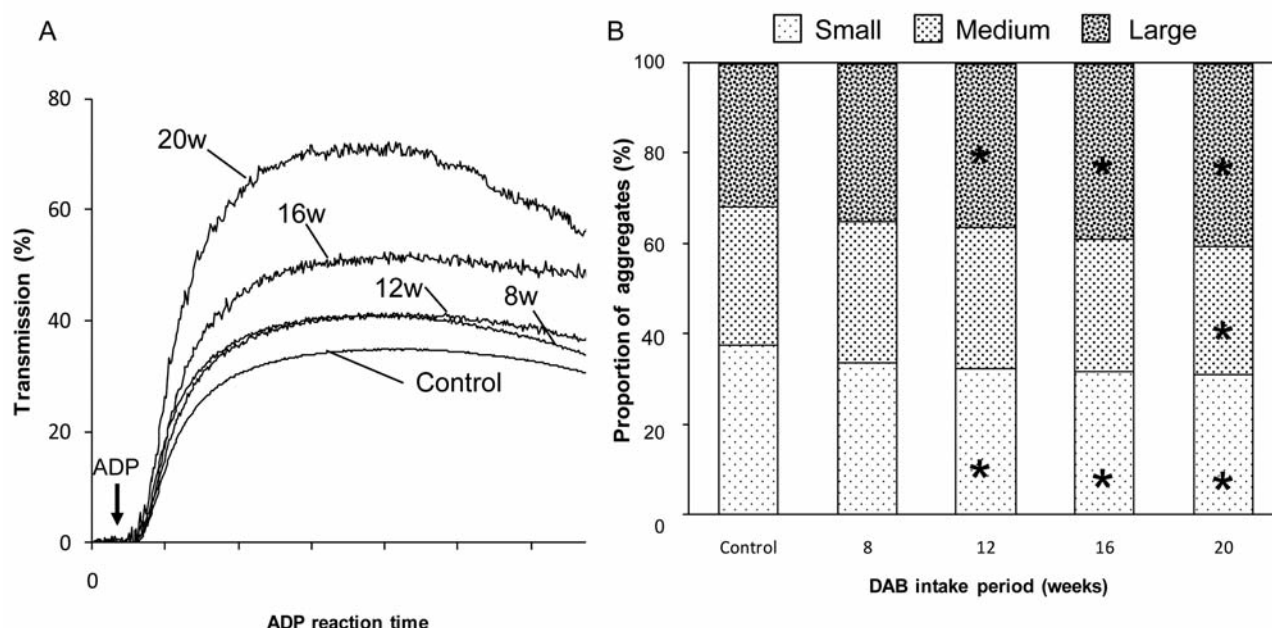 A
80
60
40
20
0
Transmission (%)
20w
16w
12w
8w
Control
ADP
0
ADP reaction time
B
Small Medium Large
100
80
60
40
20
0
Proportion of aggregates (%)
* * *
*
* * *
Control 8 12 16 20
DAB intake period (weeks)